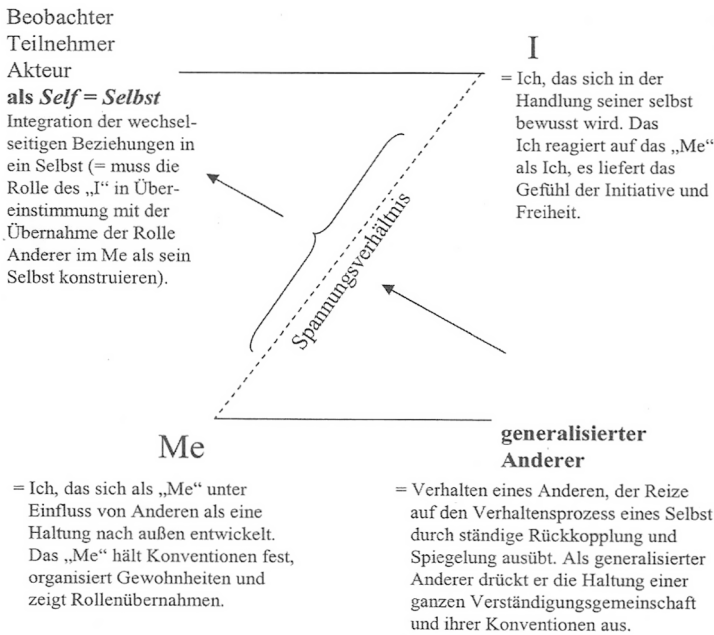 Beobachter
Teilnehmer
Akteur
als Self = Selbst
Integration der wechsel-
seitigen Beziehungen in
ein Selbst (= muss die
Rolle des „I“ in Über-
einstimmung mit der
Übernahme der Rolle
Anderer im Me als sein
Selbst konstruieren).
I
= Ich, das sich in der
Handlung seiner selbst
bewusst wird. Das
Ich reagiert auf das „Me“
als Ich, es liefert das
Gefühl der Initiative und
Freiheit.
Spannungsverhältnis
Me
= Ich, das sich als „Me“ unter
Einfluss von Anderen als eine
Haltung nach außen entwickelt.
Das „Me“ hält Konventionen fest,
organisiert Gewohnheiten und
zeigt Rollenübernahmen.
generalisierter
Anderer
= Verhalten eines Anderen, der Reize
auf den Verhaltensprozess eines Selbst
durch ständige Rückkopplung und
Spiegelung ausübt. Als generalisierter
Anderer drückt er die Haltung einer
ganzen Verständigungsgemeinschaft
und ihrer Konventionen aus.